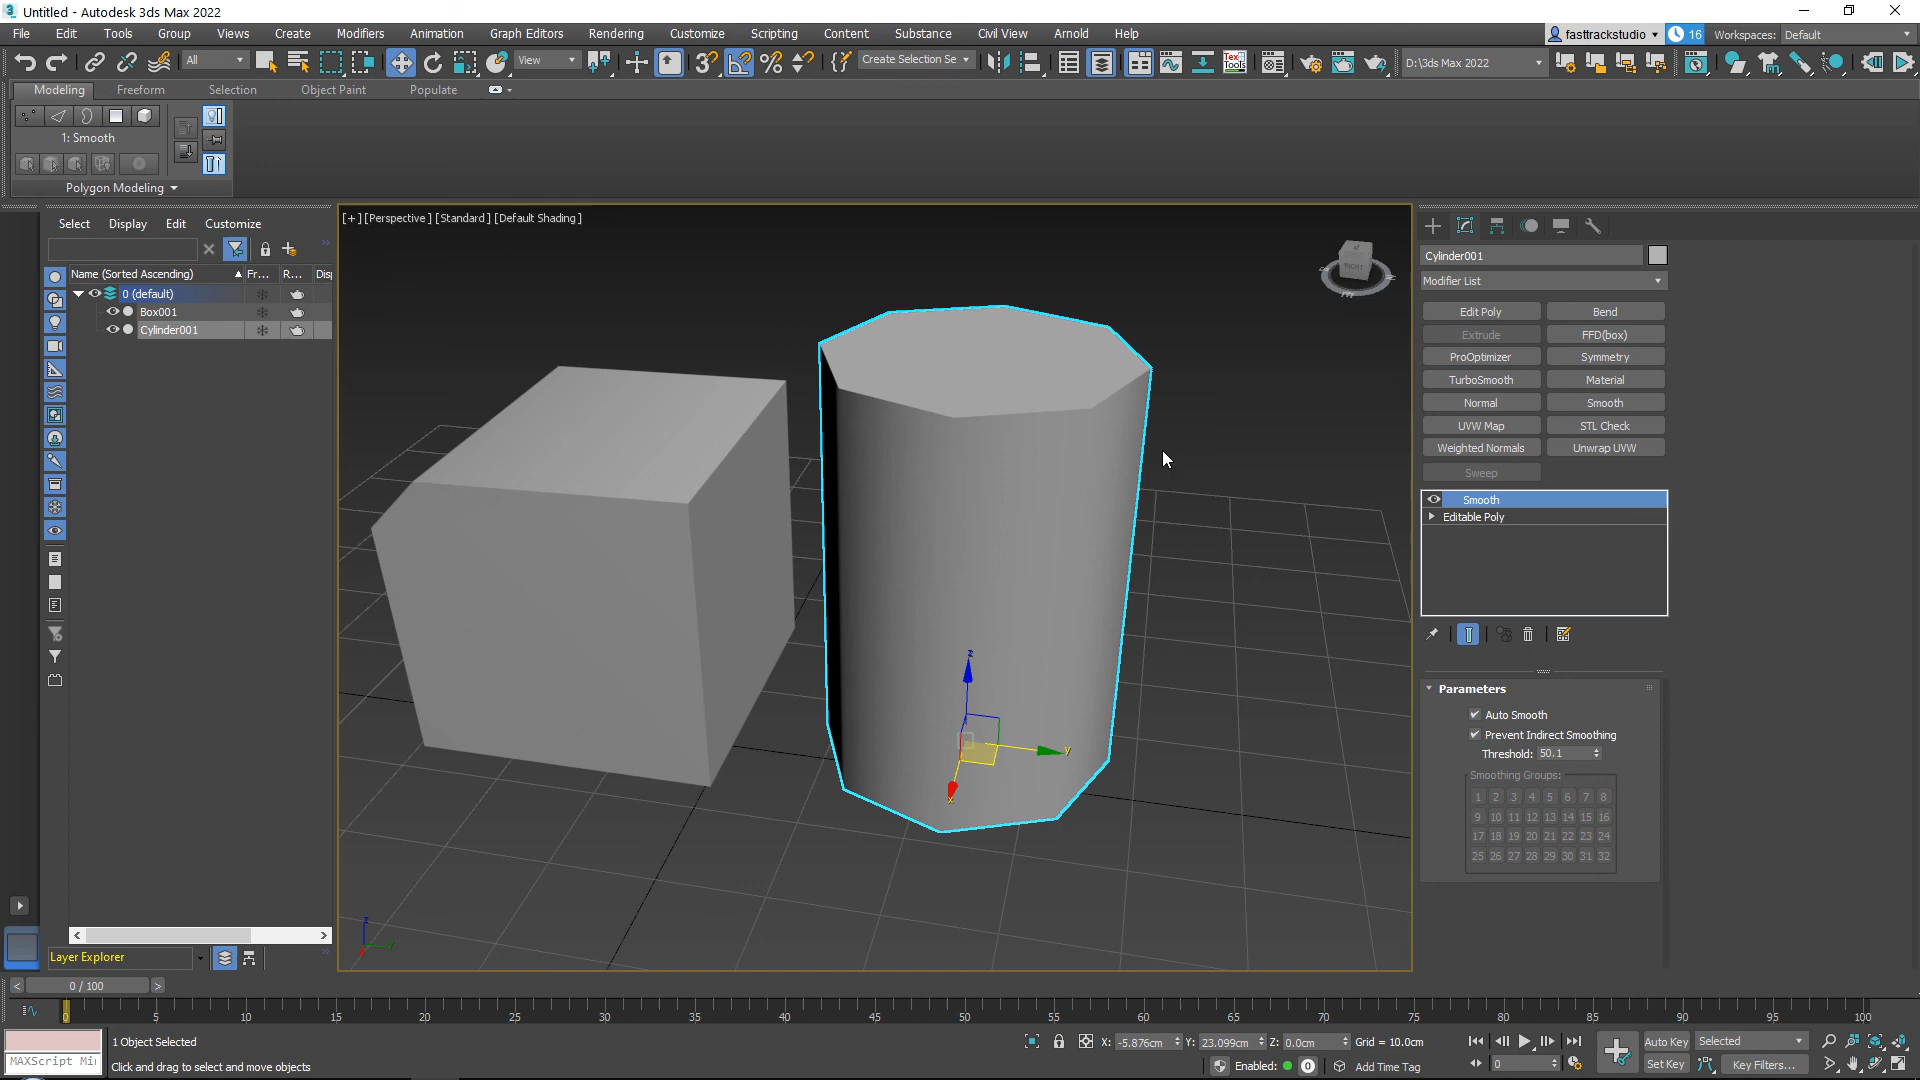 Untitled - Autodesk 3ds Max 2022
File Edit Tools Group Views Create Modifiers Animation Graph Editors Rendering Customize Scripting Content Substance Civil View Arnold Help
fasttrackstudio 16 Workspaces: Default
All View Create Selection Se D:\3ds Max 2022
Modeling Freeform Selection Object Paint Populate
1: Smooth
Polygon Modeling
Select Display Edit Customize
Name (Sorted Ascending) Fr... R... Disp
0 (default)
Box001
Cylinder001
Layer Explorer
[+] [Perspective] [Standard] [Default Shading]
RIGHT
z
y
x
Cylinder001
Modifier List
Edit Poly Bend
Extrude FFD(box)
ProOptimizer Symmetry
TurboSmooth Material
Normal Smooth
UVW Map STL Check
Weighted Normals Unwrap UVW
Sweep
Smooth
Editable Poly
Parameters
Auto Smooth
Prevent Indirect Smoothing
Threshold: 50.1
Smoothing Groups:
1 2 3 4 5 6 7 8
9 10 11 12 13 14 15 16
17 18 19 20 21 22 23 24
25 26 27 28 29 30 31 32
0 / 100
0 5 10 15 20 25 30 35 40 45 50 55 60 65 70 75 80 85 90 95 100
1 Object Selected X: -5.876cm Y: 23.099cm Z: 0.0cm Grid = 10.0cm Auto Key Selected
MAXScript Mi Click and drag to select and move objects Enabled: 0 Add Time Tag 0 Set Key Key Filters...